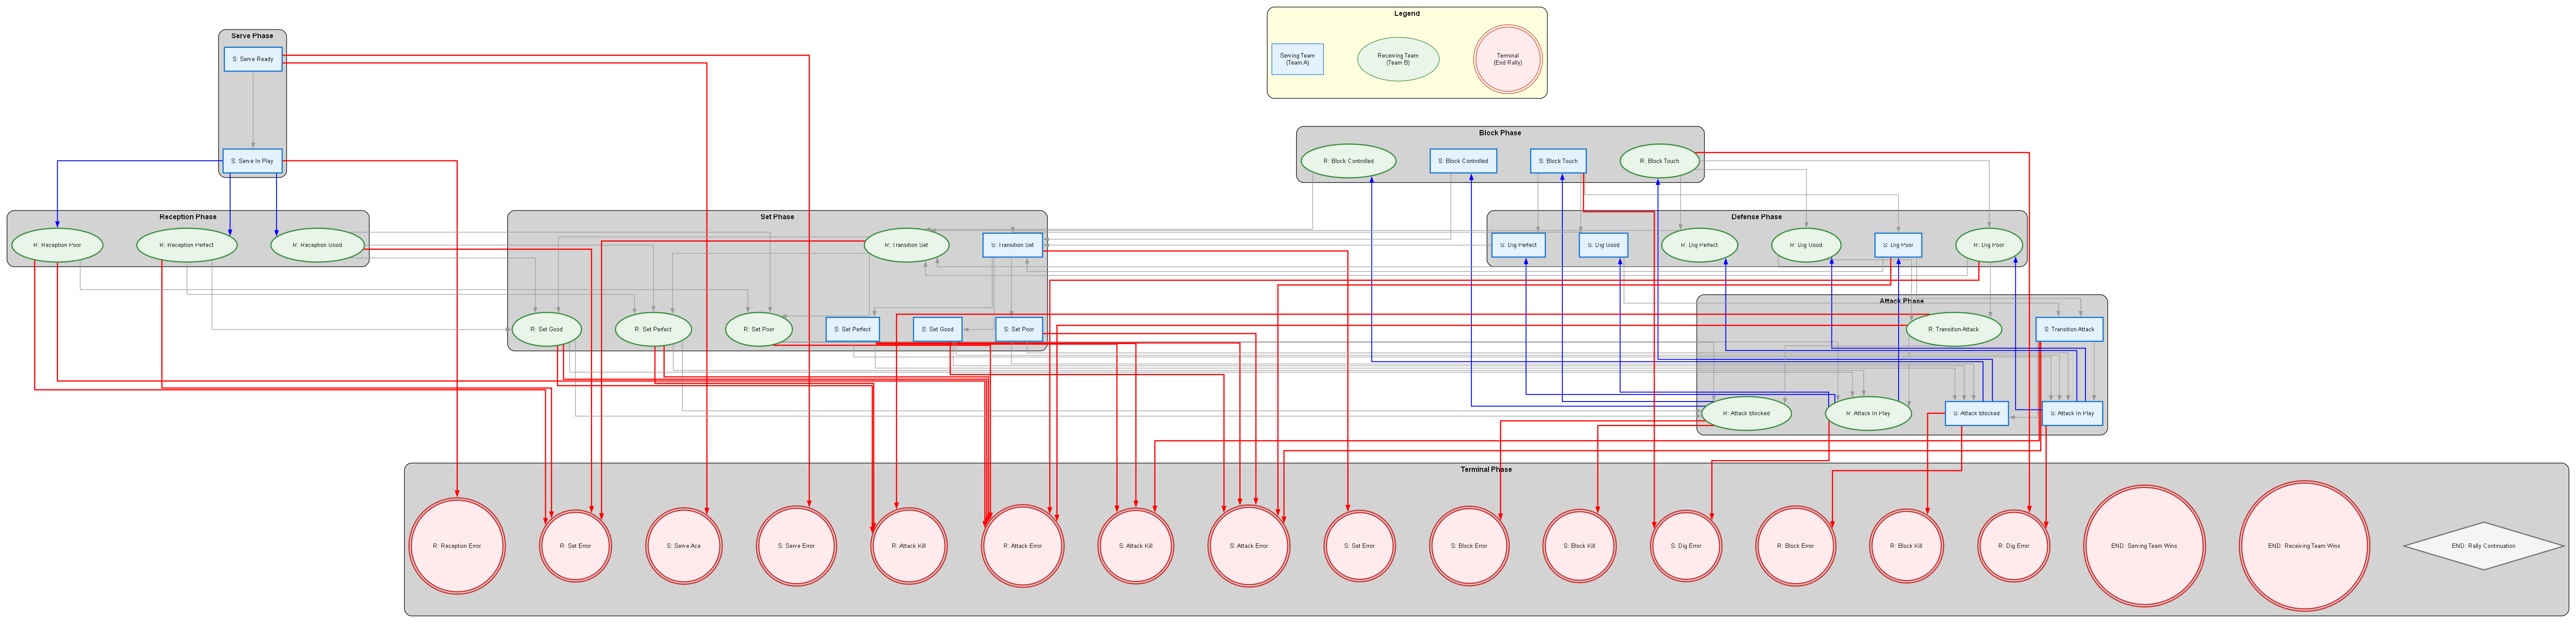 Legend
Serving Team
(Team A)
Receiving Team
(Team B)
Terminal
(End Rally)
Serve Phase
S: Serve Ready
S: Serve In Play
Block Phase
R: Block Controlled
S: Block Controlled
S: Block Touch
R: Block Touch
Reception Phase
R: Reception Poor
R: Reception Perfect
R: Reception Good
Set Phase
R: Transition Set
S: Transition Set
R: Set Good
R: Set Perfect
R: Set Poor
S: Set Perfect
S: Set Good
S: Set Poor
Defense Phase
S: Dig Perfect
S: Dig Good
R: Dig Perfect
R: Dig Good
S: Dig Poor
R: Dig Poor
Attack Phase
R: Transition Attack
S: Transition Attack
R: Attack Blocked
R: Attack In Play
S: Attack Blocked
S: Attack In Play
Terminal Phase
R: Reception Error
R: Set Error
S: Serve Ace
S: Serve Error
R: Attack Kill
R: Attack Error
S: Attack Kill
S: Attack Error
S: Set Error
S: Block Error
S: Block Kill
S: Dig Error
R: Block Error
R: Block Kill
R: Dig Error
END: Serving Team Wins
END: Receiving Team Wins
END: Rally Continuation